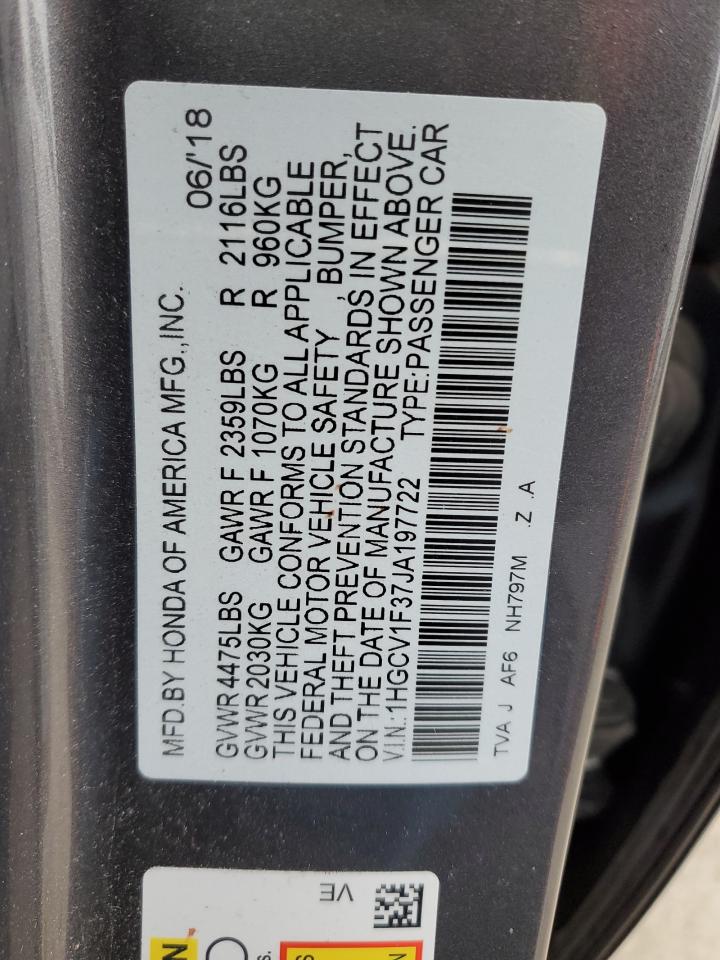 MFD.BY HONDA OF AMERICA MFG.,INC. 06/'18
GVWR 4475LBS GAWR F 2359LBS R 2116LBS
GVWR 2030KG GAWR F 1070KG R 960KG
THIS VEHICLE CONFORMS TO ALL APPLICABLE
FEDERAL MOTOR VEHICLE SAFETY , BUMPER,
AND THEFT PREVENTION STANDARDS IN EFFECT
ON THE DATE OF MANUFACTURE SHOWN ABOVE.
V.I.N.:1HGCV1F37JA197722 TYPE:PASSENGER CAR
TVA J AF6 NH797M .Z .A
VE